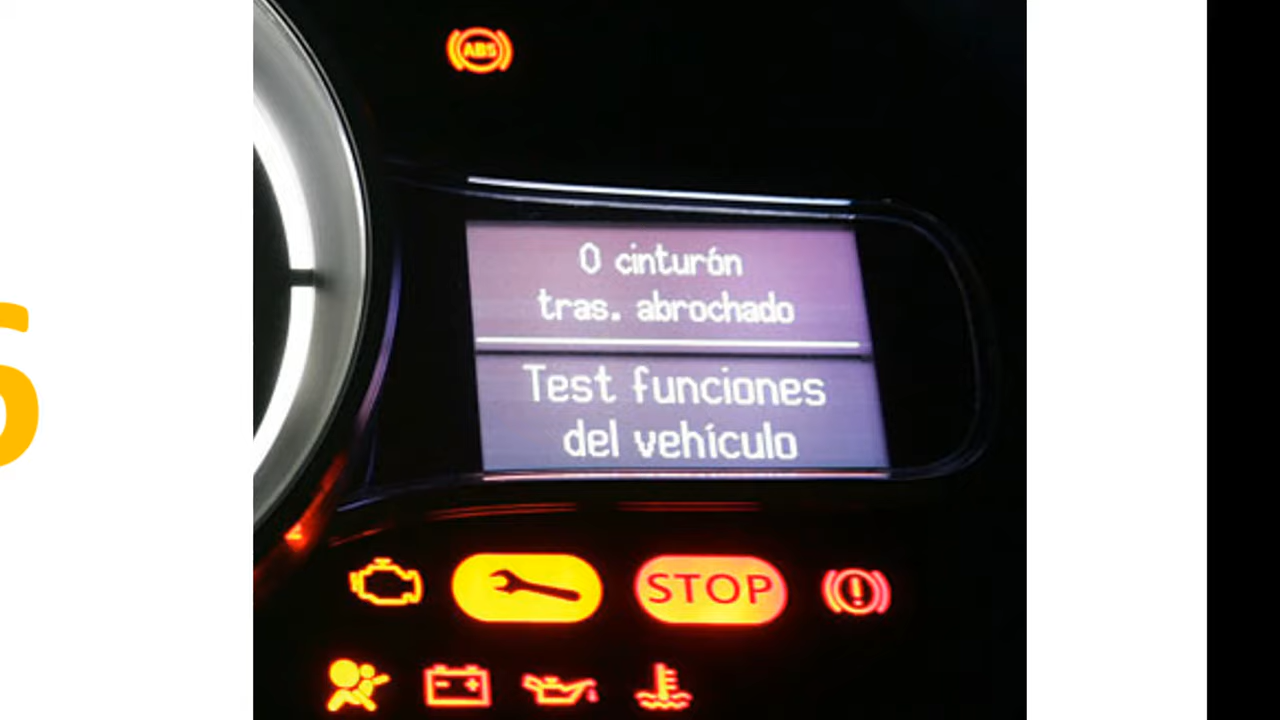 ABS
0 cinturón
tras. abrochado
Test funciones
del vehículo
STOP